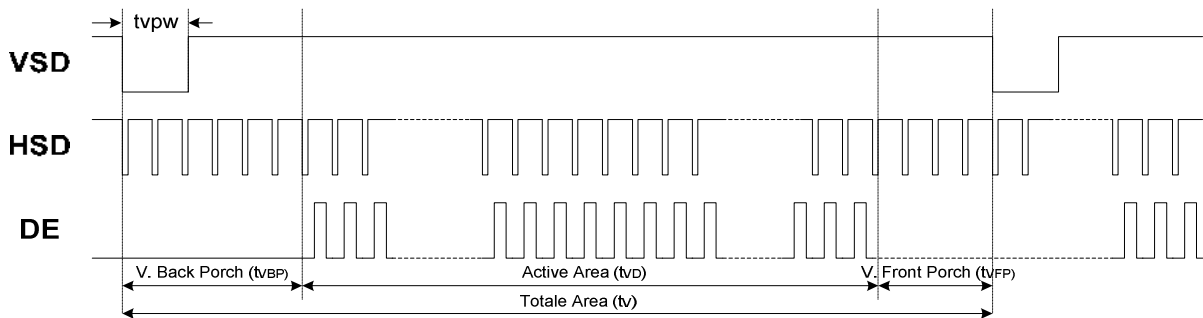 tvpw
VSD
HSD
DE
V. Back Porch (tVBP)
Active Area (tVD)
V. Front Porch (tVFP)
Totale Area (tV)